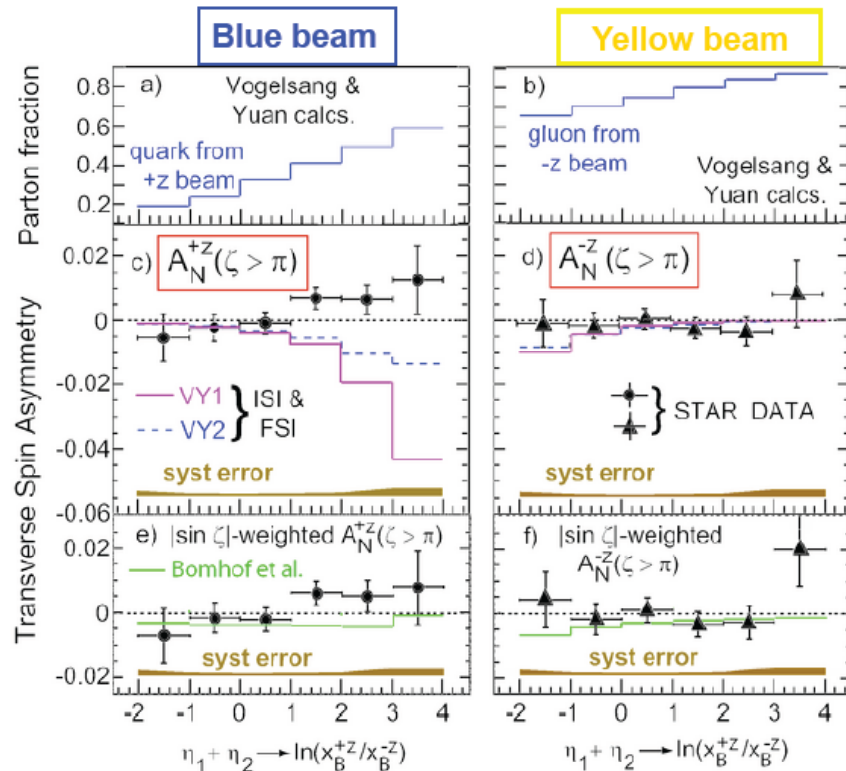 Blue beam
Yellow beam
Parton fraction
0.8
0.6
0.4
0.2
a)
Vogelsang &
Yuan calcs.
quark from
+z beam
b)
gluon from
-z beam
Vogelsang &
Yuan calcs.
Transverse Spin Asymmetry
0.02
0
-0.02
-0.04
-0.06
c) A_N^{+z}(ζ > π)
VY1
VY2
} ISI &
FSI
syst error
d) A_N^{-z}(ζ > π)
} STAR DATA
syst error
0.02
0
-0.02
e) |sin ζ|-weighted A_N^{+z}(ζ > π)
Bomhof et al.
syst error
f) |sin ζ|-weighted
A_N^{-z}(ζ > π)
syst error
-2 -1 0 1 2 3 4
-2 -1 0 1 2 3 4
η₁ + η₂ → ln(x_B^{+z}/x_B^{-z})
η₁ + η₂ → ln(x_B^{+z}/x_B^{-z})